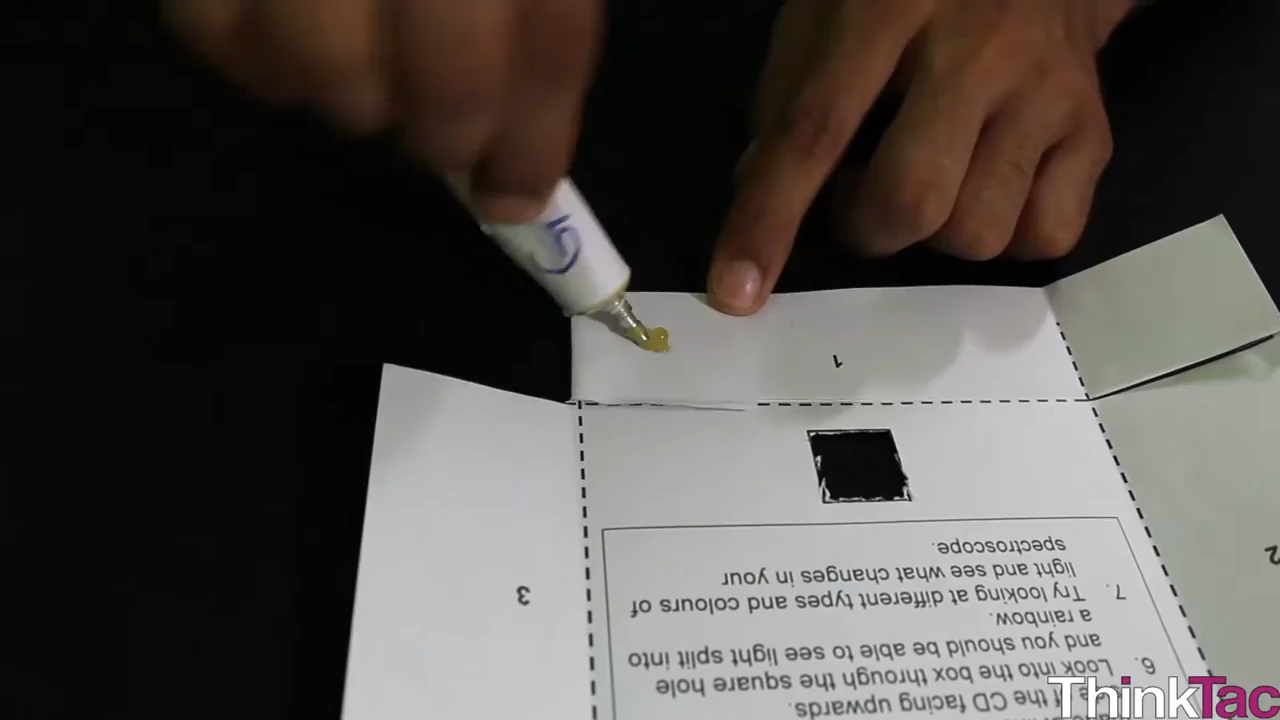 ... of the CD facing upwards.
6. Look into the box through the square hole
and you should be able to see light split into
a rainbow.
7. Try looking at different types and colours of
light and see what changes in your
spectroscope.
1
2
3
G
ThinkTac